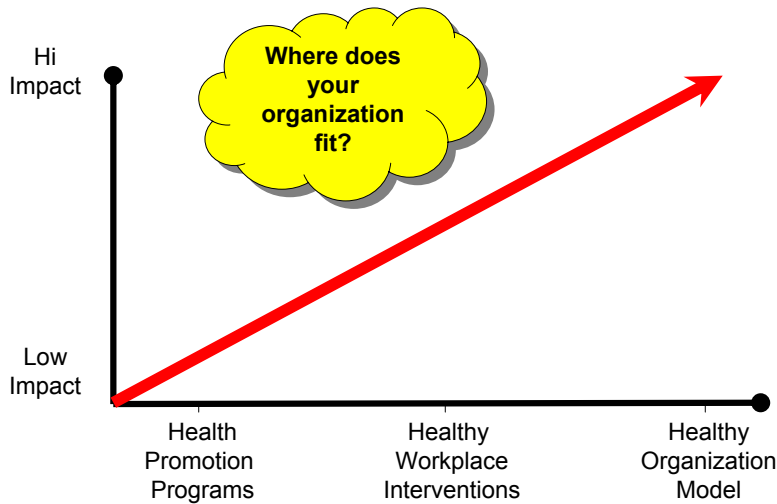 Hi
Impact
Where does
your
organization
fit?
Low
Impact
Health
Promotion
Programs
Healthy
Workplace
Interventions
Healthy
Organization
Model